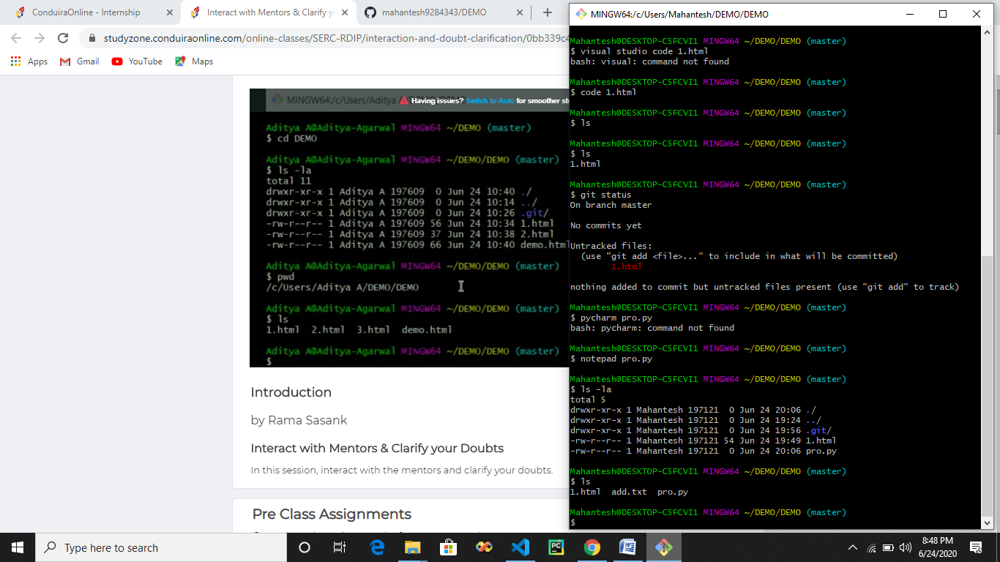 ConduiraOnline - Internship
Interact with Mentors & Clarify y
mahantesh9284343/DEMO
studyzone.conduiraonline.com/online-classes/SERC-RDIP/interaction-and-doubt-clarification/0bb339c4
Apps
Gmail
YouTube
Maps
MINGW64:/c/Users/Aditya A
Having issues? Switch to Auto for smoother st
Aditya A@Aditya-Agarwal MINGW64 ~/DEMO (master)
$ cd DEMO
Aditya A@Aditya-Agarwal MINGW64 ~/DEMO/DEMO (master)
$ ls -la
total 11
drwxr-xr-x 1 Aditya A 197609  0 Jun 24 10:40 ./
drwxr-xr-x 1 Aditya A 197609  0 Jun 24 10:14 ../
drwxr-xr-x 1 Aditya A 197609  0 Jun 24 10:26 .git/
-rw-r--r-- 1 Aditya A 197609 56 Jun 24 10:34 1.html
-rw-r--r-- 1 Aditya A 197609 37 Jun 24 10:38 2.html
-rw-r--r-- 1 Aditya A 197609 66 Jun 24 10:40 demo.html
Aditya A@Aditya-Agarwal MINGW64 ~/DEMO/DEMO (master)
$ pwd
/c/Users/Aditya A/DEMO/DEMO
Aditya A@Aditya-Agarwal MINGW64 ~/DEMO/DEMO (master)
$ ls
1.html  2.html  3.html  demo.html
Aditya A@Aditya-Agarwal MINGW64 ~/DEMO/DEMO (master)
$
Introduction
by Rama Sasank
Interact with Mentors & Clarify your Doubts
In this session, interact with the mentors and clarify your doubts.
Pre Class Assignments
MINGW64:/c/Users/Mahantesh/DEMO/DEMO
Mahantesh@DESKTOP-C5FCVI1 MINGW64 ~/DEMO/DEMO (master)
$ visual studio code 1.html
bash: visual: command not found
Mahantesh@DESKTOP-C5FCVI1 MINGW64 ~/DEMO/DEMO (master)
$ code 1.html
Mahantesh@DESKTOP-C5FCVI1 MINGW64 ~/DEMO/DEMO (master)
$ ls
Mahantesh@DESKTOP-C5FCVI1 MINGW64 ~/DEMO/DEMO (master)
$ ls
1.html
Mahantesh@DESKTOP-C5FCVI1 MINGW64 ~/DEMO/DEMO (master)
$ git status
On branch master
No commits yet
Untracked files:
  (use "git add <file>..." to include in what will be committed)
        1.html
nothing added to commit but untracked files present (use "git add" to track)
Mahantesh@DESKTOP-C5FCVI1 MINGW64 ~/DEMO/DEMO (master)
$ pycharm pro.py
bash: pycharm: command not found
Mahantesh@DESKTOP-C5FCVI1 MINGW64 ~/DEMO/DEMO (master)
$ notepad pro.py
Mahantesh@DESKTOP-C5FCVI1 MINGW64 ~/DEMO/DEMO (master)
$ ls -la
total 5
drwxr-xr-x 1 Mahantesh 197121  0 Jun 24 20:06 ./
drwxr-xr-x 1 Mahantesh 197121  0 Jun 24 19:24 ../
drwxr-xr-x 1 Mahantesh 197121  0 Jun 24 19:56 .git/
-rw-r--r-- 1 Mahantesh 197121 54 Jun 24 19:49 1.html
-rw-r--r-- 1 Mahantesh 197121  0 Jun 24 20:06 pro.py
Mahantesh@DESKTOP-C5FCVI1 MINGW64 ~/DEMO/DEMO (master)
$ ls
1.html  add.txt  pro.py
Mahantesh@DESKTOP-C5FCVI1 MINGW64 ~/DEMO/DEMO (master)
$
Type here to search
8:48 PM
6/24/2020